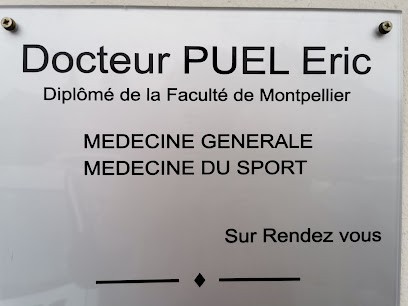 Docteur PUEL Eric
Diplômé de la Faculté de Montpellier
MEDECINE GENERALE
MEDECINE DU SPORT
Sur Rendez vous